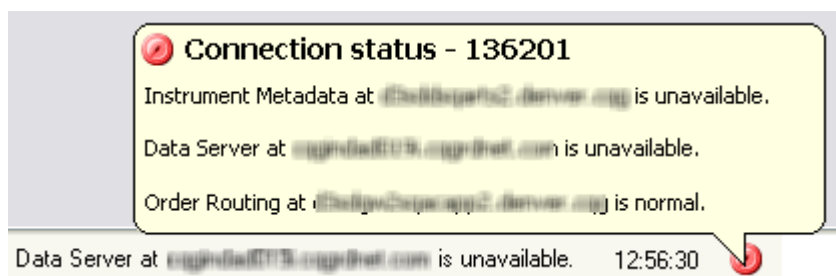 Connection status - 136201
Instrument Metadata at is unavailable.
Data Server at is unavailable.
Order Routing at is normal.
Data Server at is unavailable. 12:56:30